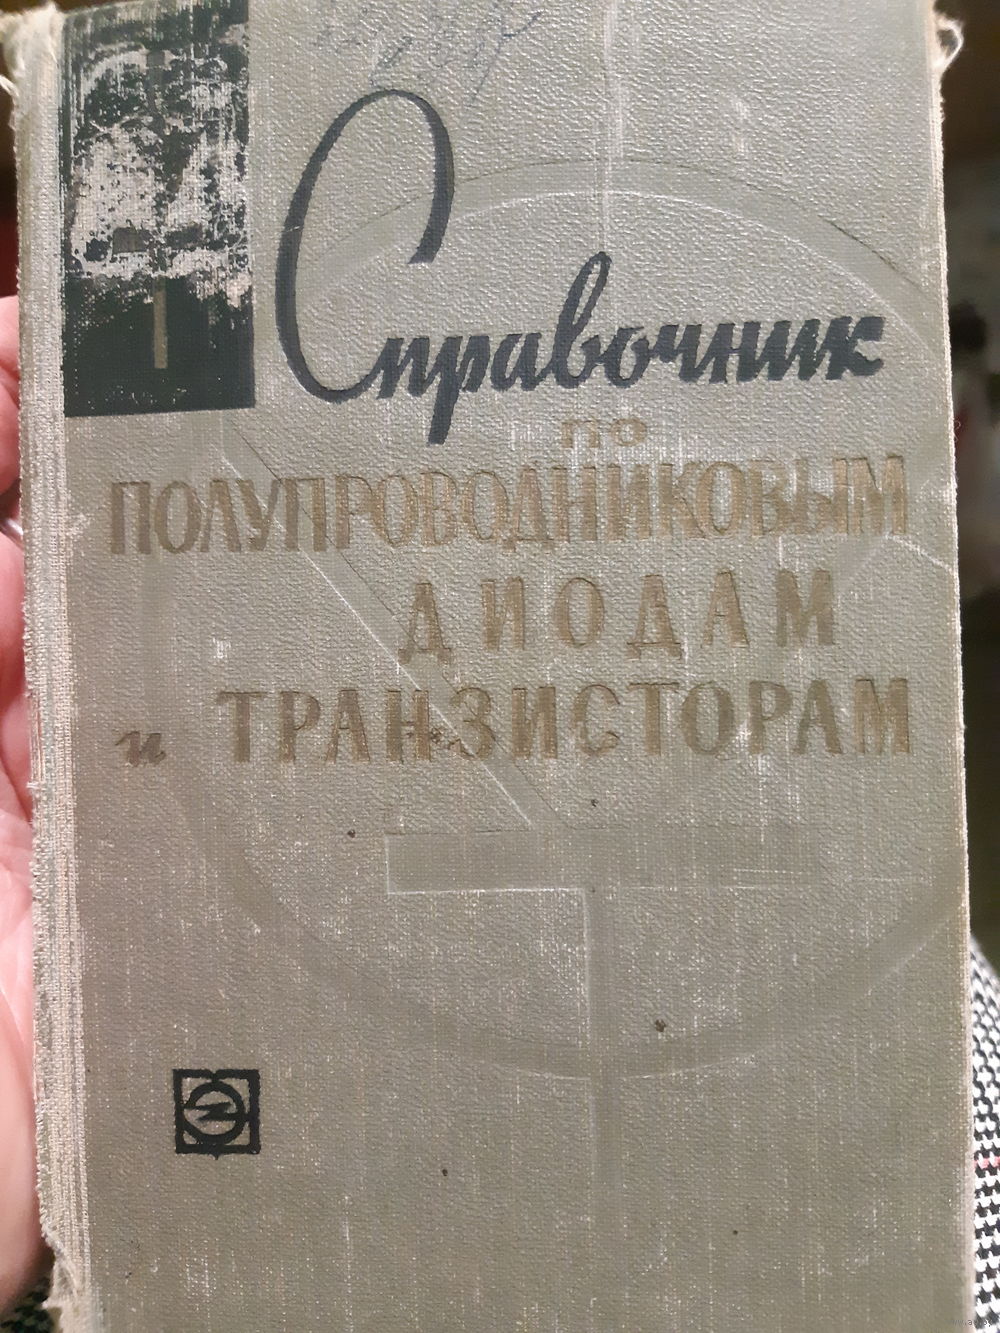 Справочник
по
ПОЛУПРОВОДНИКОВЫМ
ДИОДАМ
и ТРАНЗИСТОРАМ